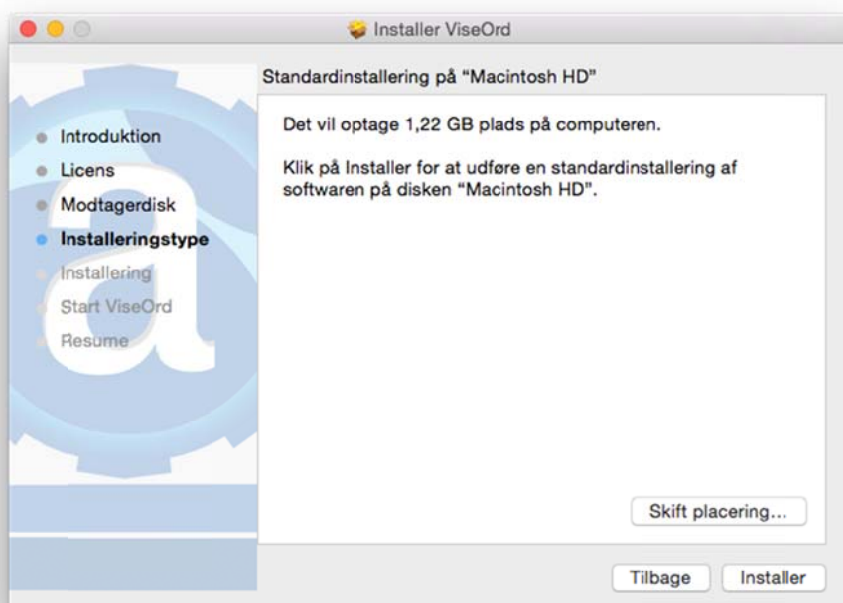 Installer ViseOrd
Standardinstallering på “Macintosh HD”
Introduktion
Licens
Modtagerdisk
Installeringstype
Installering
Start ViseOrd
Resume
Det vil optage 1,22 GB plads på computeren.
Klik på Installer for at udføre en standardinstallering af
softwaren på disken “Macintosh HD”.
Skift placering...
Tilbage
Installer
a